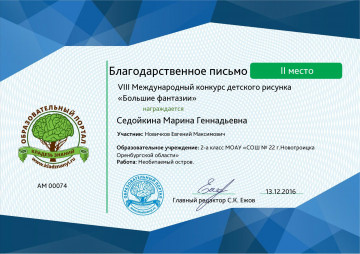 Благодарственное письмо
II место
VIII Международный конкурс детского рисунка
«Большие фантазии»
награждается
Седойкина Марина Геннадьевна
Участник: Новичков Евгений Максимович
Образовательное учреждение: 2-а класс МОАУ «СОШ № 22 г.Новотроицка
Оренбургской области»
Работа: Необитаемый остров.
ОБРАЗОВАТЕЛЬНЫЙ ПОРТАЛ
КЛАДЕЗЬ ЗНАНИЙ
АМ 00074
13.12.2016
Главный редактор С.К. Ежов